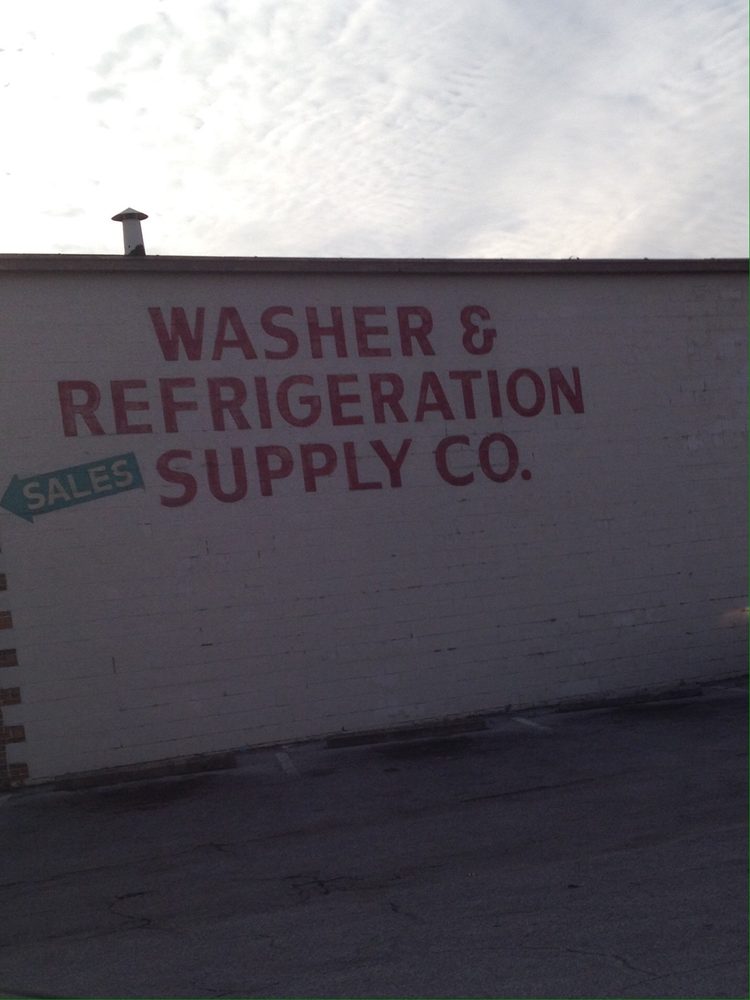 WASHER &
REFRIGERATION
SUPPLY CO.
SALES